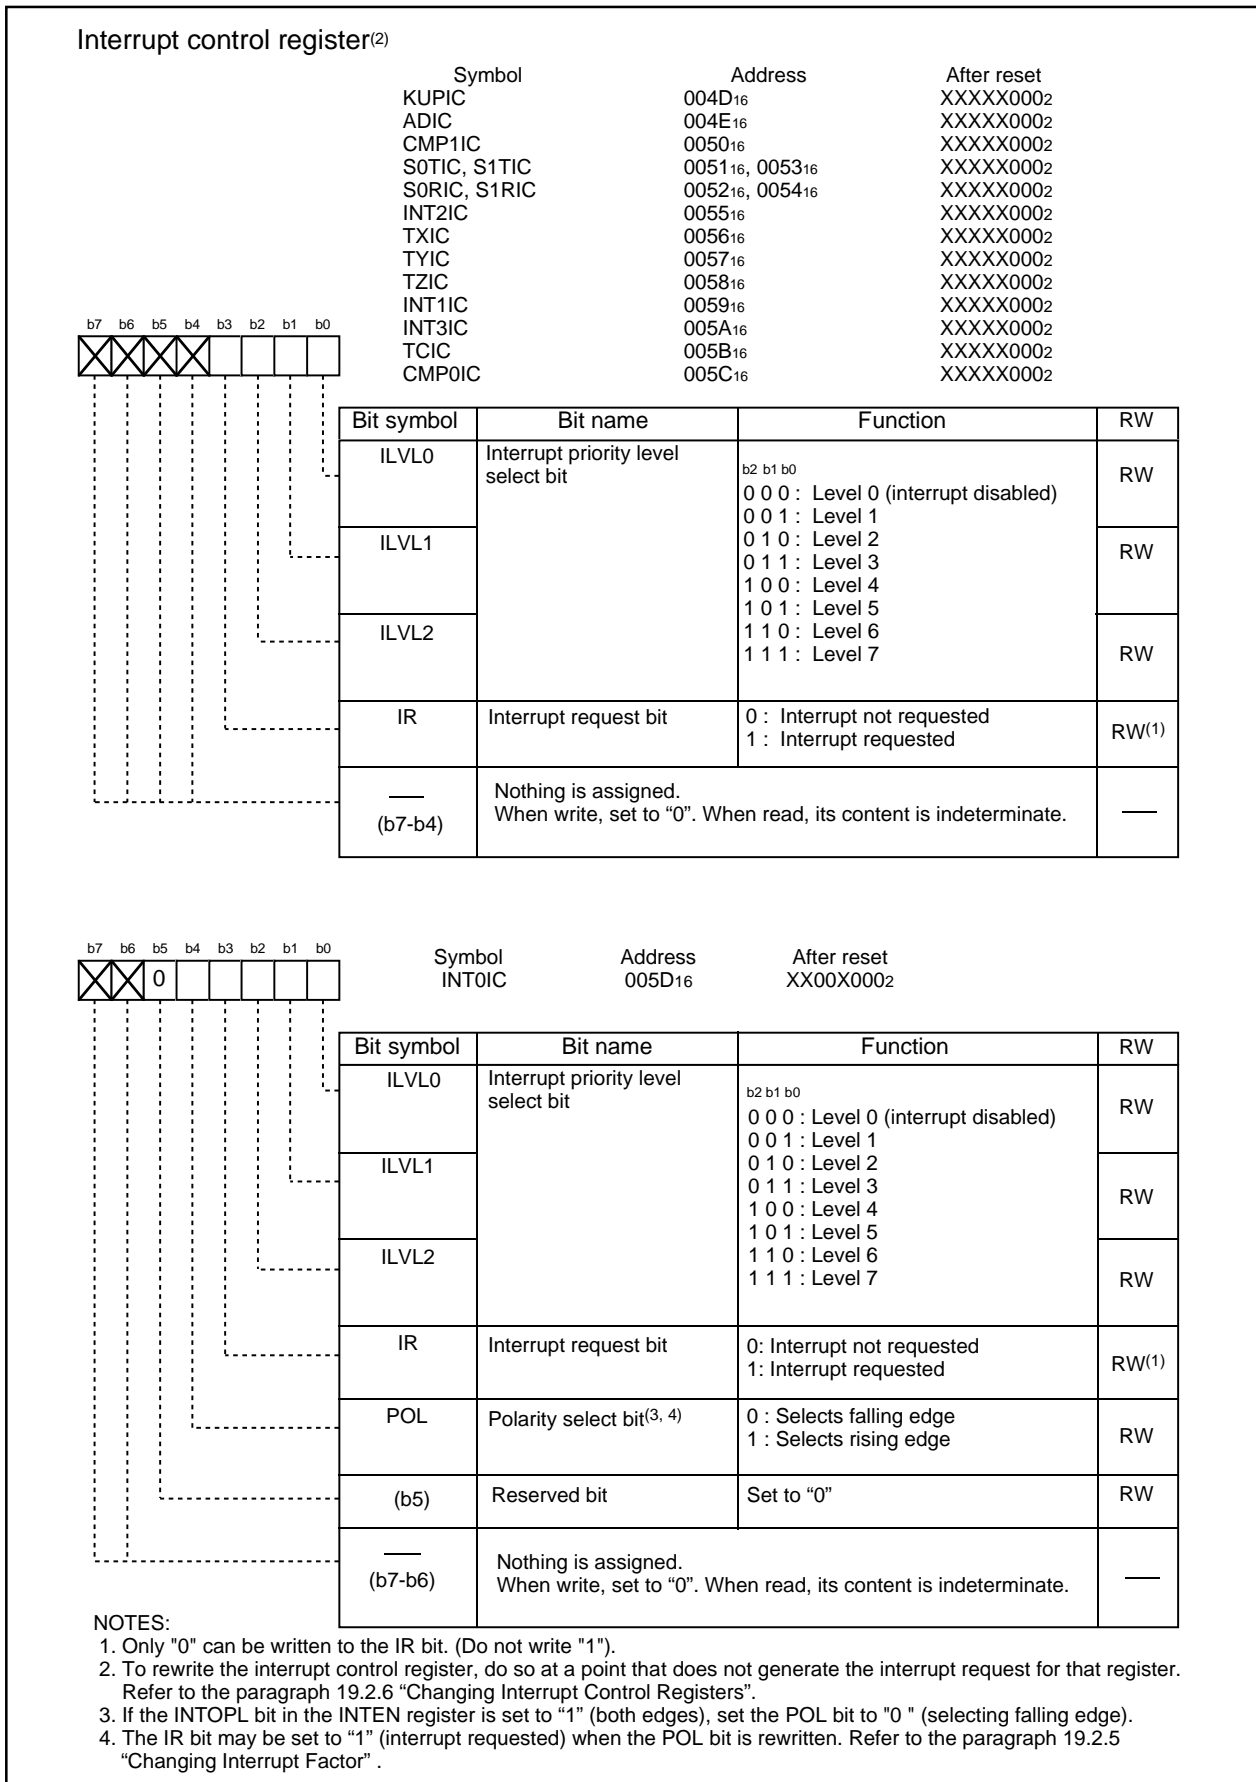 Interrupt control register(2)
Symbol Address After reset
KUPIC 004D16 XXXXX0002
ADIC 004E16 XXXXX0002
CMP1IC 005016 XXXXX0002
S0TIC, S1TIC 005116, 005316 XXXXX0002
S0RIC, S1RIC 005216, 005416 XXXXX0002
INT2IC 005516 XXXXX0002
TXIC 005616 XXXXX0002
TYIC 005716 XXXXX0002
TZIC 005816 XXXXX0002
INT1IC 005916 XXXXX0002
INT3IC 005A16 XXXXX0002
TCIC 005B16 XXXXX0002
CMP0IC 005C16 XXXXX0002
b7 b6 b5 b4 b3 b2 b1 b0
Bit symbol Bit name Function RW
ILVL0 Interrupt priority level
select bit RW
b2 b1 b0
0 0 0 : Level 0 (interrupt disabled)
0 0 1 : Level 1
ILVL1 0 1 0 : Level 2 RW
0 1 1 : Level 3
1 0 0 : Level 4
1 0 1 : Level 5
ILVL2 1 1 0 : Level 6
1 1 1 : Level 7 RW
IR Interrupt request bit 0 : Interrupt not requested
1 : Interrupt requested RW(1)
(b7-b4) Nothing is assigned.
When write, set to “0”. When read, its content is indeterminate.
b7 b6 b5 b4 b3 b2 b1 b0
0
Symbol Address After reset
INT0IC 005D16 XX00X0002
Bit symbol Bit name Function RW
ILVL0 Interrupt priority level
select bit RW
b2 b1 b0
0 0 0 : Level 0 (interrupt disabled)
0 0 1 : Level 1
ILVL1 0 1 0 : Level 2
0 1 1 : Level 3 RW
1 0 0 : Level 4
1 0 1 : Level 5
ILVL2 1 1 0 : Level 6
1 1 1 : Level 7 RW
IR Interrupt request bit 0: Interrupt not requested
1: Interrupt requested RW(1)
POL Polarity select bit(3, 4) 0 : Selects falling edge
1 : Selects rising edge RW
(b5) Reserved bit Set to “0” RW
(b7-b6) Nothing is assigned.
When write, set to “0”. When read, its content is indeterminate.
NOTES:
1. Only "0" can be written to the IR bit. (Do not write "1").
2. To rewrite the interrupt control register, do so at a point that does not generate the interrupt request for that register.
Refer to the paragraph 19.2.6 “Changing Interrupt Control Registers”.
3. If the INTOPL bit in the INTEN register is set to “1” (both edges), set the POL bit to "0 " (selecting falling edge).
4. The IR bit may be set to “1” (interrupt requested) when the POL bit is rewritten. Refer to the paragraph 19.2.5
“Changing Interrupt Factor” .